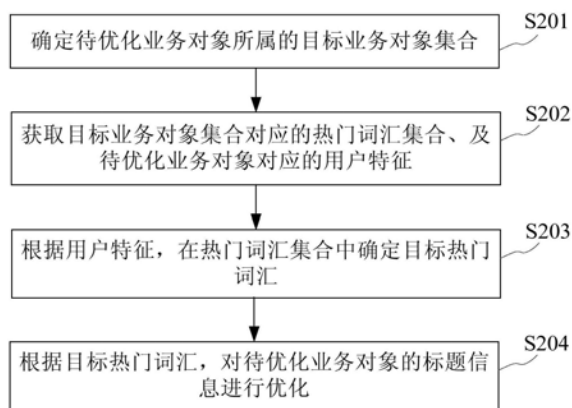 S201
确定待优化业务对象所属的目标业务对象集合
S202
获取目标业务对象集合对应的热门词汇集合、及
待优化业务对象对应的用户特征
S203
根据用户特征，在热门词汇集合中确定目标热门
词汇
S204
根据目标热门词汇，对待优化业务对象的标题信
息进行优化